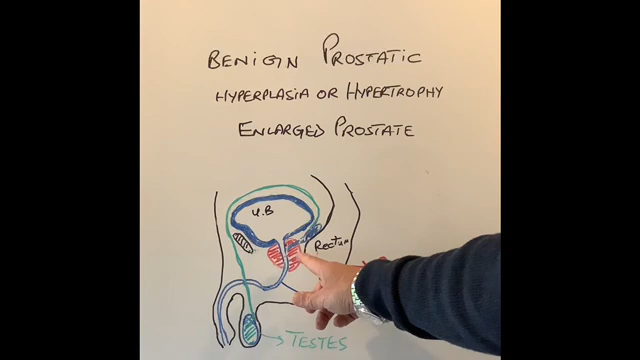 BENIGN PROSTATIC
HYPERPLASIA OR HYPERTROPHY
ENLARGED PROSTATE
U.B
RECTUM
TESTES